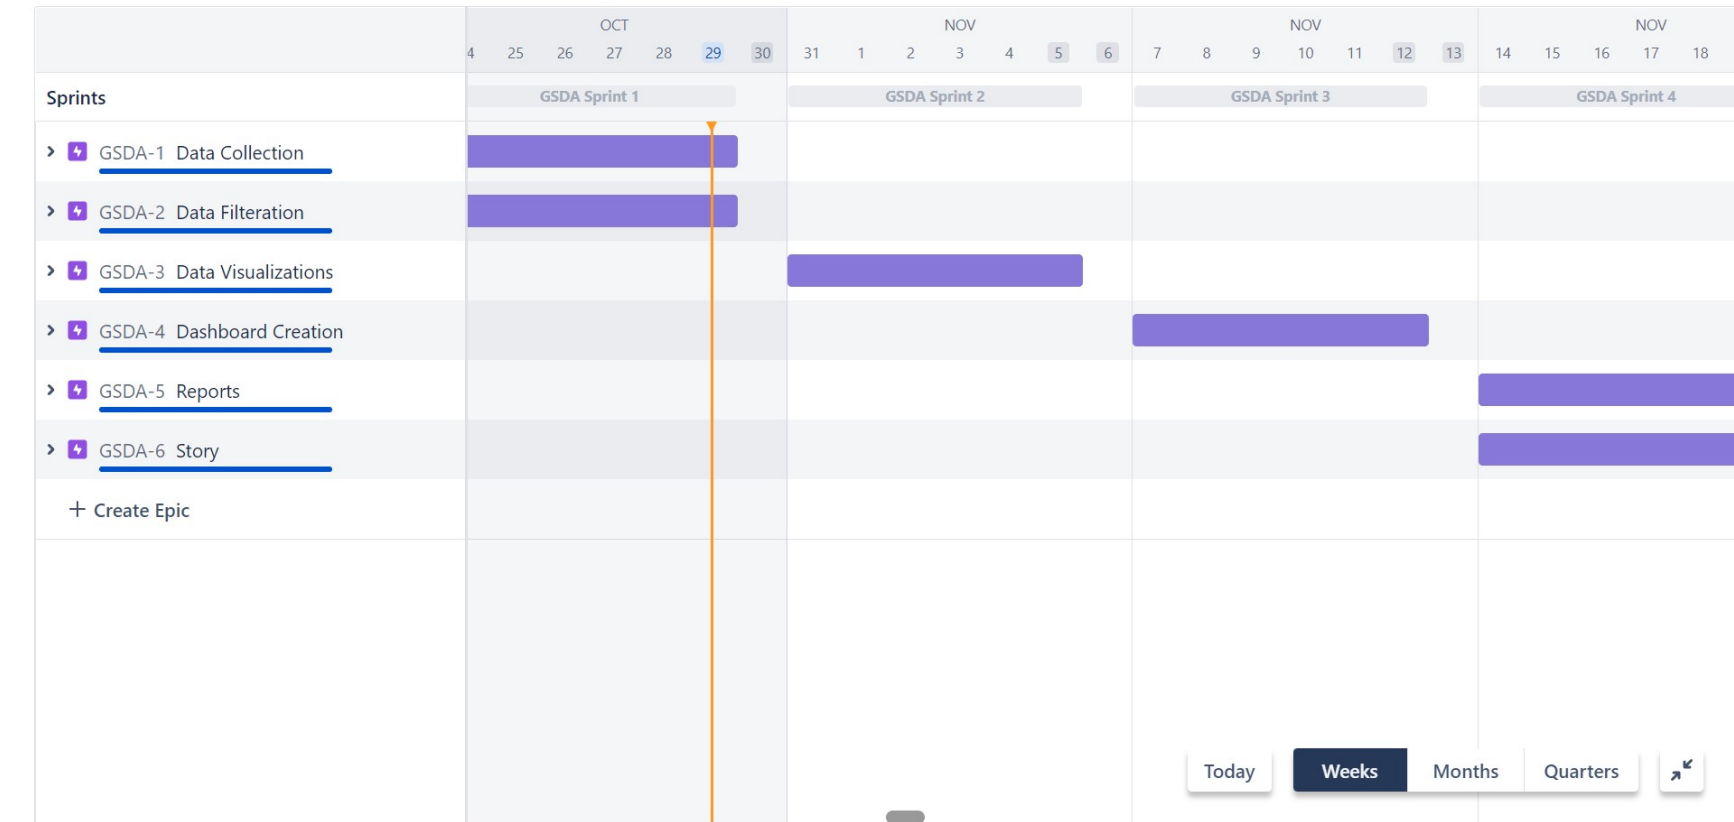 OCT NOV NOV NOV
4 25 26 27 28 29 30 31 1 2 3 4 5 6 7 8 9 10 11 12 13 14 15 16 17 18
Sprints GSDA Sprint 1 GSDA Sprint 2 GSDA Sprint 3 GSDA Sprint 4
GSDA-1 Data Collection
GSDA-2 Data Filteration
GSDA-3 Data Visualizations
GSDA-4 Dashboard Creation
GSDA-5 Reports
GSDA-6 Story
+ Create Epic
Today Weeks Months Quarters